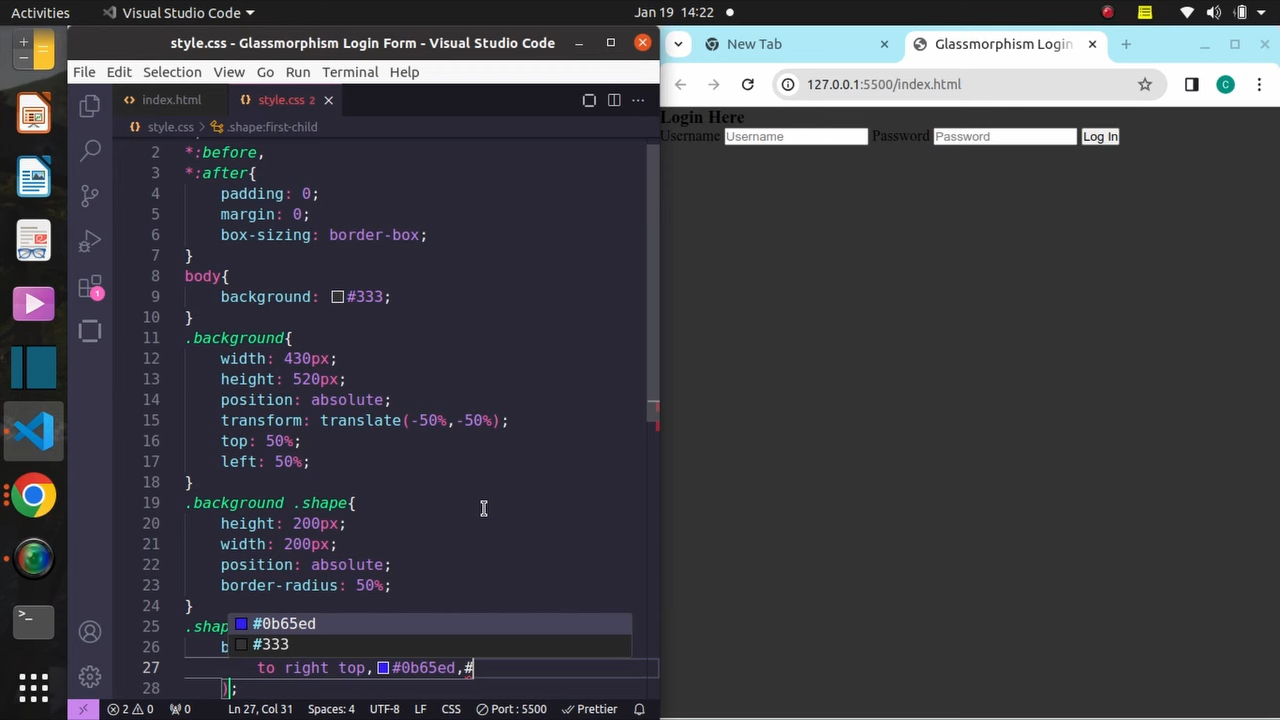 Activities
Visual Studio Code
Jan 19 14:22
style.css - Glassmorphism Login Form - Visual Studio Code
File Edit Selection View Go Run Terminal Help
index.html
style.css 2
style.css > .shape:first-child
2 *:before,
3 *:after{
4 padding: 0;
5 margin: 0;
6 box-sizing: border-box;
7 }
8 body{
9 background: #333;
10 }
11 .background{
12 width: 430px;
13 height: 520px;
14 position: absolute;
15 transform: translate(-50%,-50%);
16 top: 50%;
17 left: 50%;
18 }
19 .background .shape{
20 height: 200px;
21 width: 200px;
22 position: absolute;
23 border-radius: 50%;
24 }
25 .shap
#0b65ed
26 b
#333
27 to right top, #0b65ed,#
28 );
1
2 0
0
Ln 27, Col 31
Spaces: 4
UTF-8
LF
CSS
Port : 5500
Prettier
New Tab
Glassmorphism Login
127.0.0.1:5500/index.html
C
Login Here
Username Username Password Password Log In